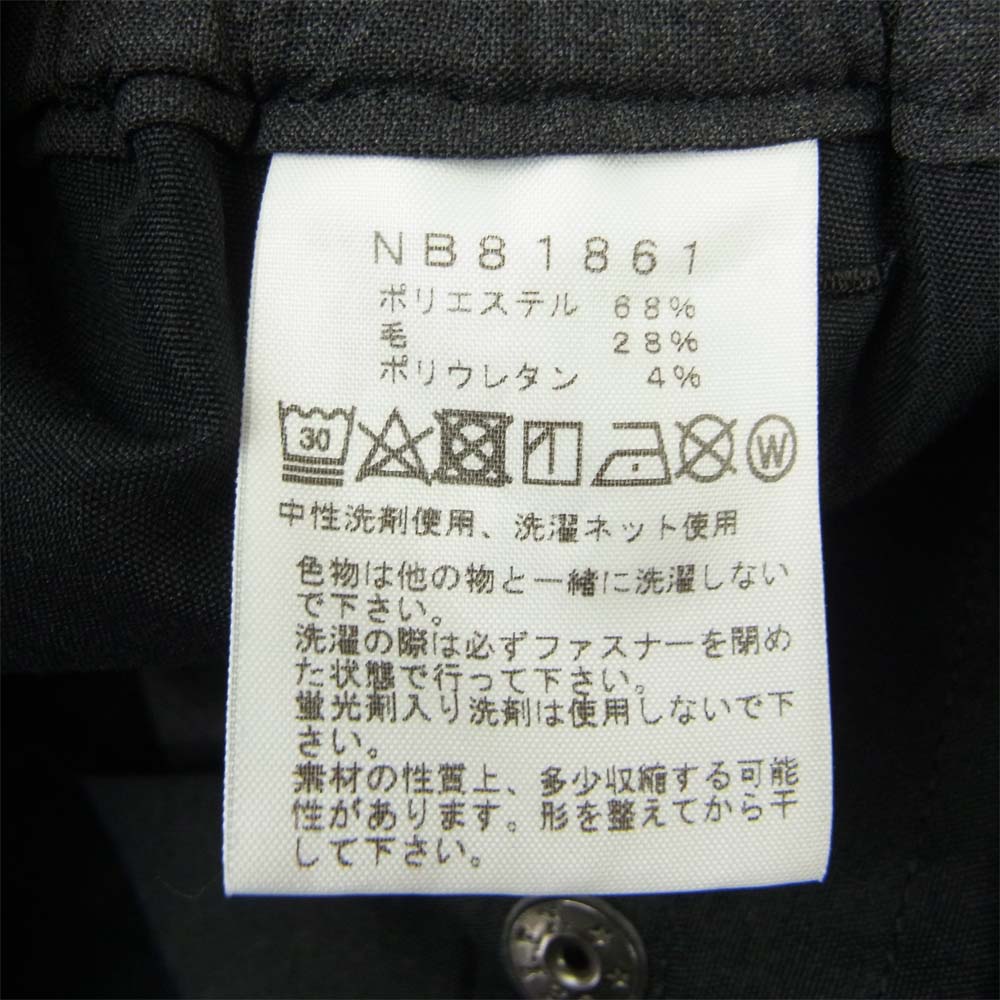 NB81861
ポリエステル 68%
毛 28%
ポリウレタン 4%
30 W
中性洗剤使用、洗濯ネット使用
色物は他の物と一緒に洗濯しない
で下さい。
洗濯の際は必ずファスナーを閉め
た状態で行って下さい。
蛍光剤入り洗剤は使用しないで下
さい。
素材の性質上、多少収縮する可能
性があります。形を整えてから干
して下さい。